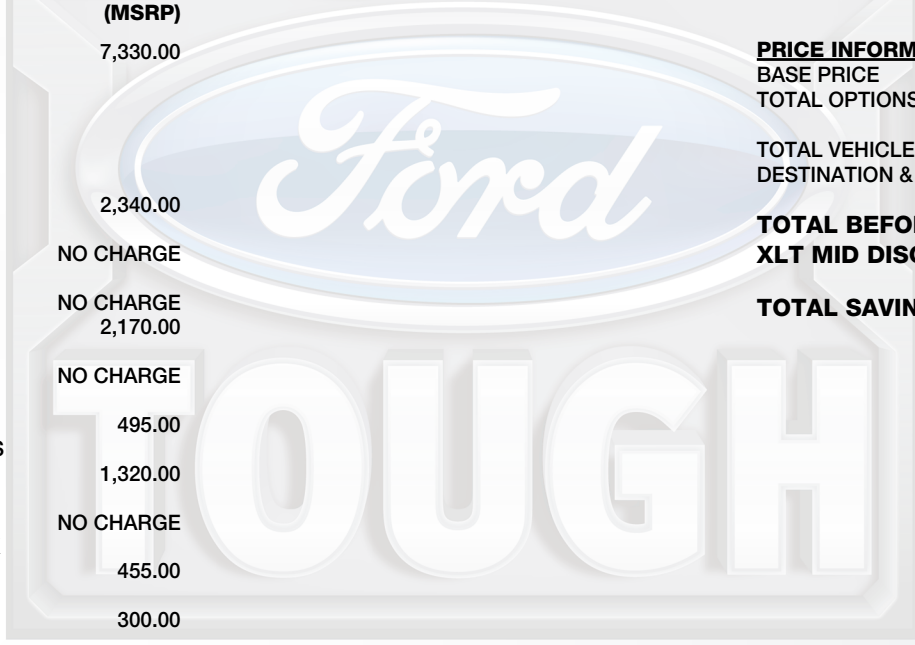 (MSRP)
7,330.00
2,340.00
NO CHARGE
NO CHARGE
2,170.00
NO CHARGE
495.00
S
1,320.00
NO CHARGE
455.00
300.00
PRICE INFORM
BASE PRICE
TOTAL OPTIONS
TOTAL VEHICLE
DESTINATION &
TOTAL BEFO
XLT MID DISC
TOTAL SAVIN
Ford
TOUGH